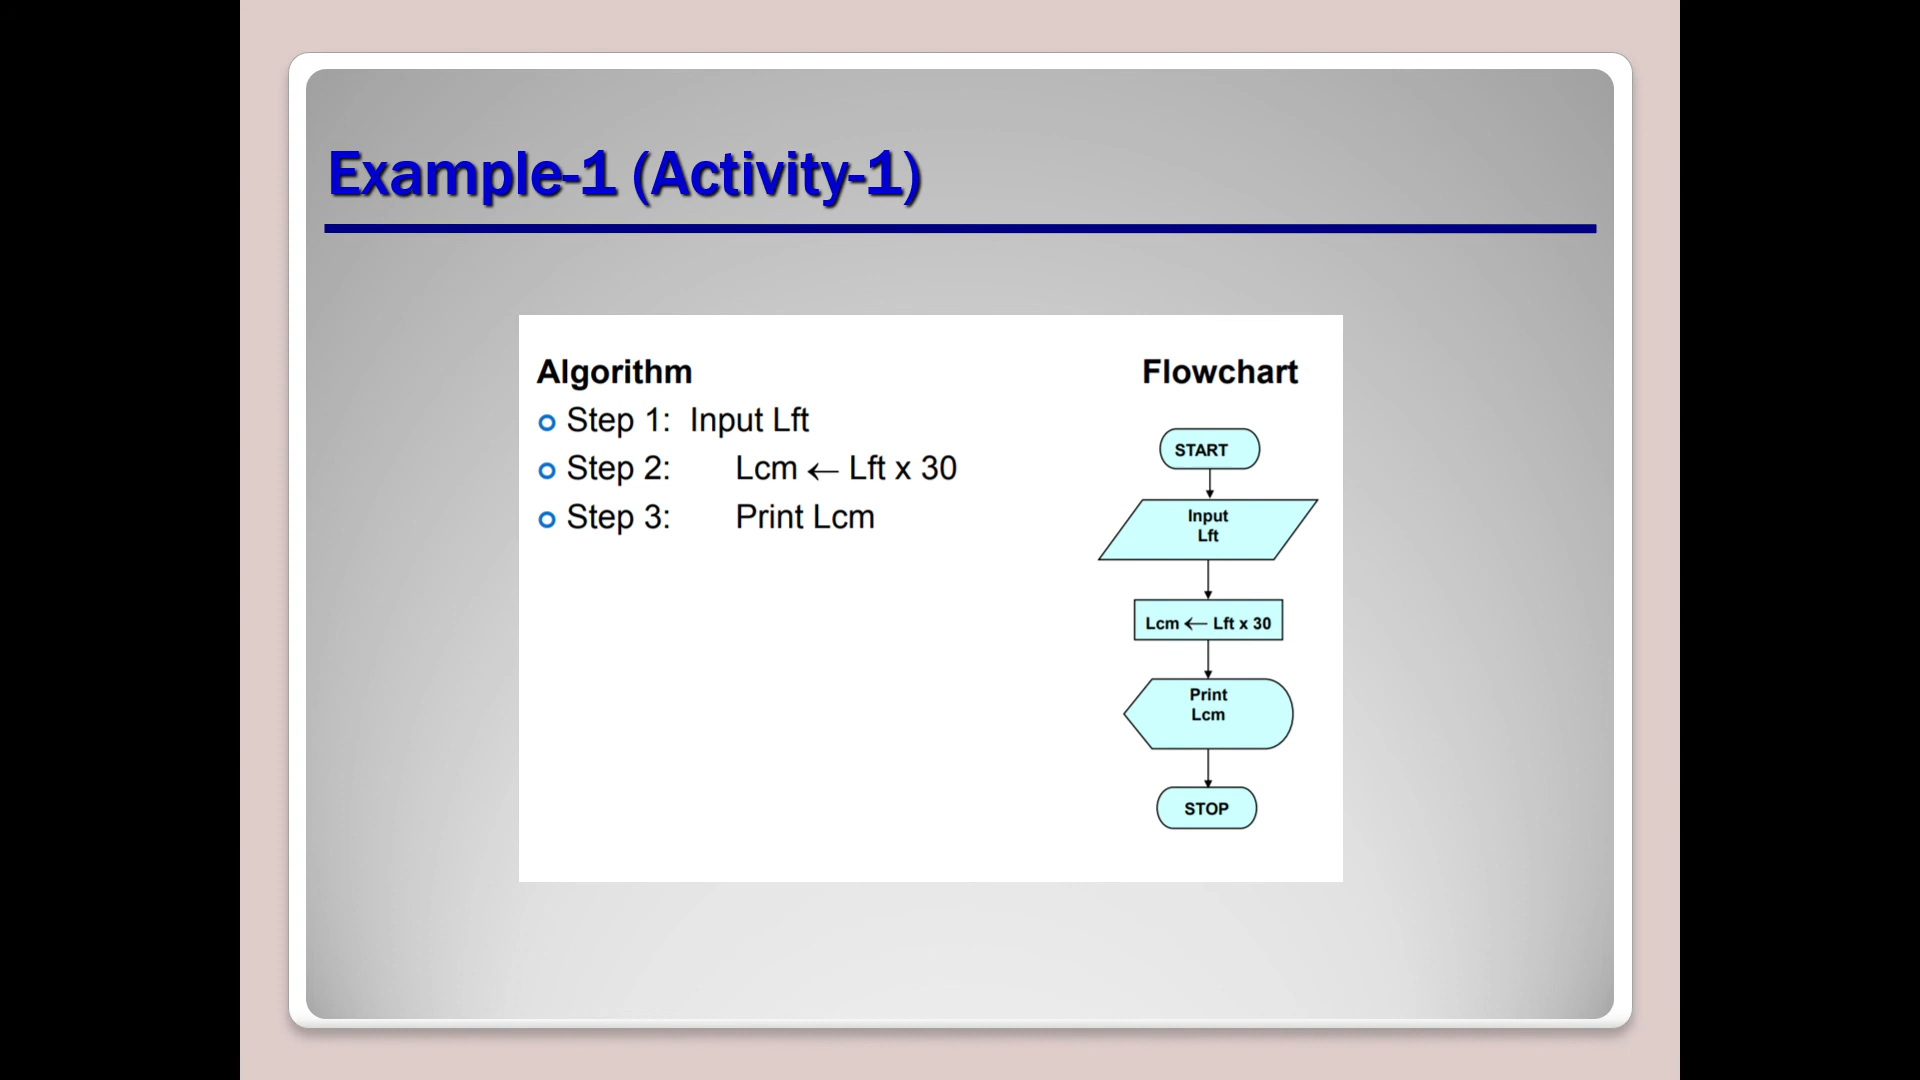 Example-1 (Activity-1)
Algorithm
Step 1: Input Lft
Step 2: Lcm ← Lft x 30
Step 3: Print Lcm
Flowchart
START
Input
Lft
Lcm ← Lft x 30
Print
Lcm
STOP